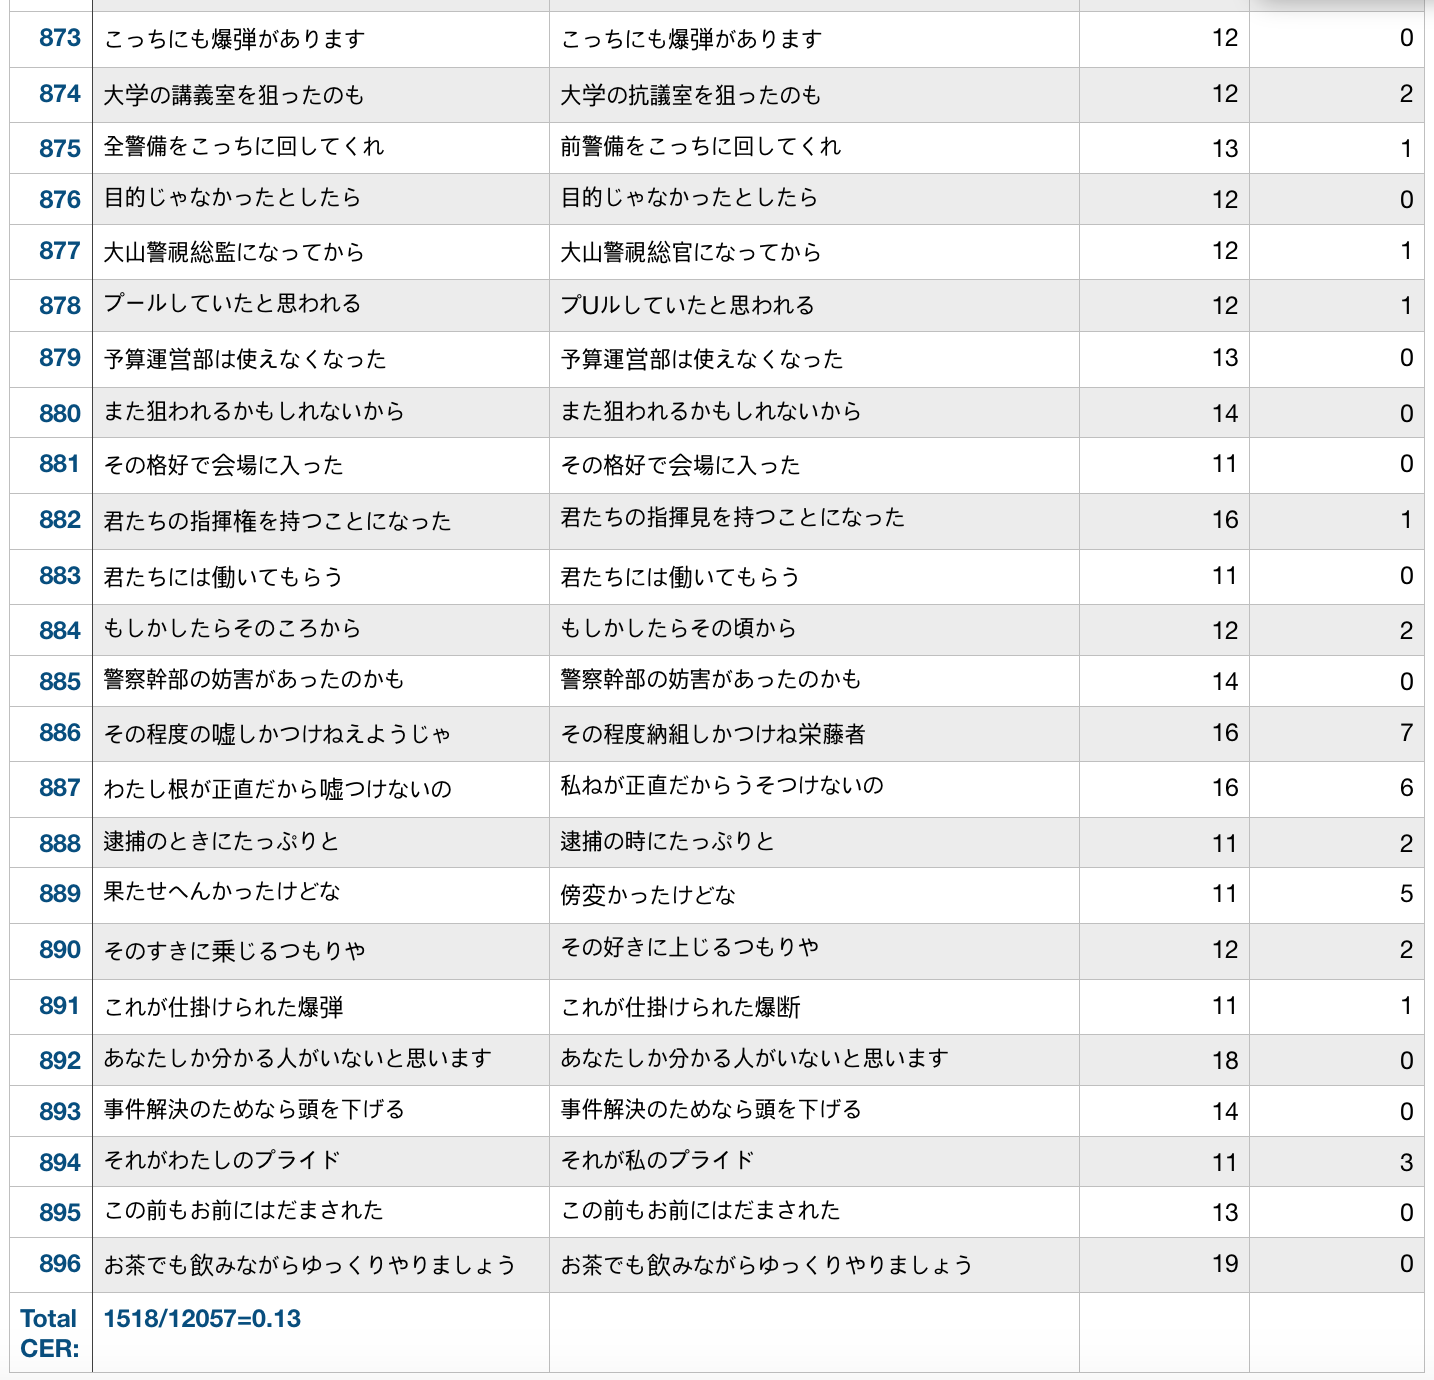 873 こっちにも爆弾があります こっちにも爆弾があります 12 0
874 大学の講義室を狙ったのも 大学の抗議室を狙ったのも 12 2
875 全警備をこっちに回してくれ 前警備をこっちに回してくれ 13 1
876 目的じゃなかったとしたら 目的じゃなかったとしたら 12 0
877 大山警視総監になってから 大山警視総官になってから 12 1
878 プールしていたと思われる プUルしていたと思われる 12 1
879 予算運営部は使えなくなった 予算運営部は使えなくなった 13 0
880 また狙われるかもしれないから また狙われるかもしれないから 14 0
881 その格好で会場に入った その格好で会場に入った 11 0
882 君たちの指揮権を持つことになった 君たちの指揮見を持つことになった 16 1
883 君たちには働いてもらう 君たちには働いてもらう 11 0
884 もしかしたらそのころから もしかしたらその頃から 12 2
885 警察幹部の妨害があったのかも 警察幹部の妨害があったのかも 14 0
886 その程度の嘘しかつけねえようじゃ その程度納組しかつけね栄藤者 16 7
887 わたし根が正直だから嘘つけないの 私ねが正直だからうそつけないの 16 6
888 逮捕のときにたっぷりと 逮捕の時にたっぷりと 11 2
889 果たせへんかったけどな 傍変かったけどな 11 5
890 そのすきに乗じるつもりや その好きに上じるつもりや 12 2
891 これが仕掛けられた爆弾 これが仕掛けられた爆断 11 1
892 あなたしか分かる人がいないと思います あなたしか分かる人がいないと思います 18 0
893 事件解決のためなら頭を下げる 事件解決のためなら頭を下げる 14 0
894 それがわたしのプライド それが私のプライド 11 3
895 この前もお前にはだまされた この前もお前にはだまされた 13 0
896 お茶でも飲みながらゆっくりやりましょう お茶でも飲みながらゆっくりやりましょう 19 0
Total 1518/12057=0.13
CER: